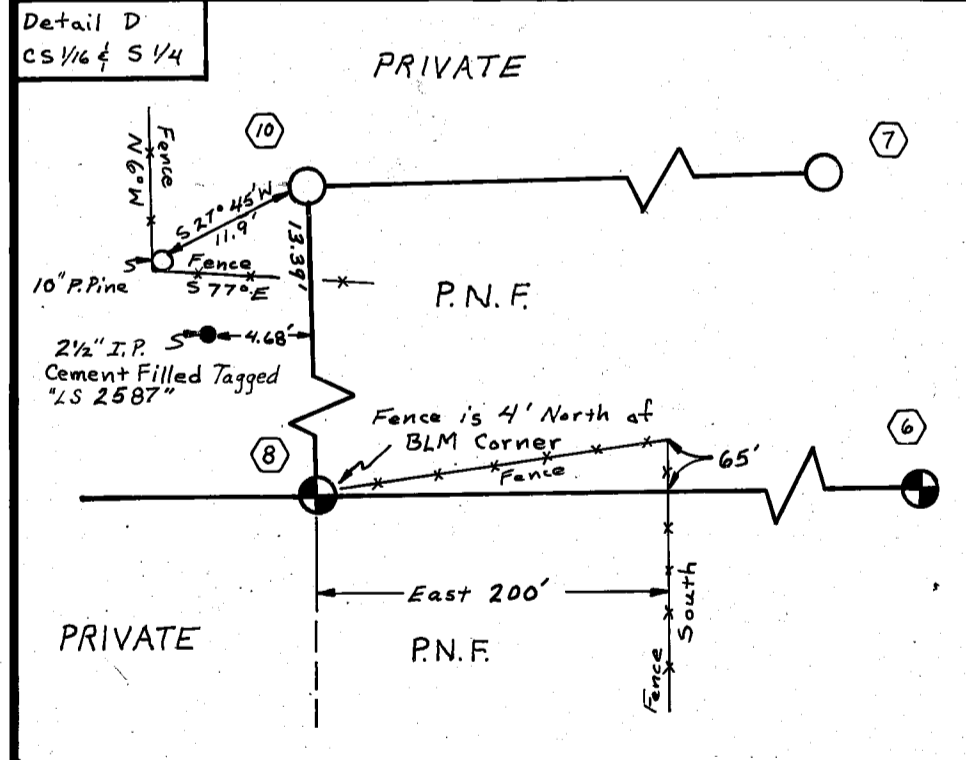 Detail D
CS 1/16 & S 1/4
PRIVATE
10
7
Fence
N 6° W
S 27° 45' W
11.9'
13.39'
Fence
S 77° E
10" P. Pine
P.N.F.
4.68'
2½" I.P.
Cement Filled Tagged
"LS 2587"
Fence is 4' North of
BLM Corner
8
6
Fence
65'
East 200'
Fence South
PRIVATE
P.N.F.